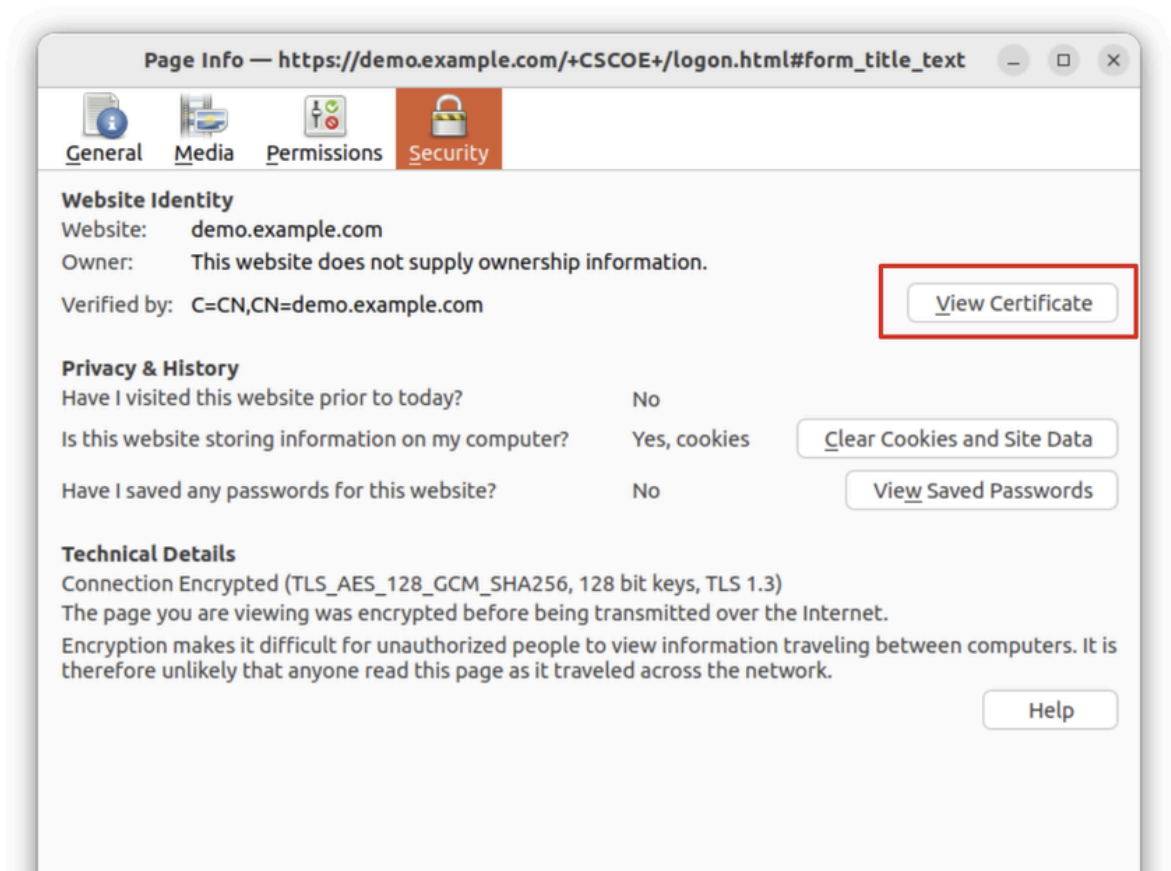 Page Info — https://demo.example.com/+CSCOE+/logon.html#form_title_text
General Media Permissions Security
Website Identity
Website: demo.example.com
Owner: This website does not supply ownership information.
Verified by: C=CN,CN=demo.example.com View Certificate
Privacy & History
Have I visited this website prior to today? No
Is this website storing information on my computer? Yes, cookies Clear Cookies and Site Data
Have I saved any passwords for this website? No View Saved Passwords
Technical Details
Connection Encrypted (TLS_AES_128_GCM_SHA256, 128 bit keys, TLS 1.3)
The page you are viewing was encrypted before being transmitted over the Internet.
Encryption makes it difficult for unauthorized people to view information traveling between computers. It is
therefore unlikely that anyone read this page as it traveled across the network.
Help